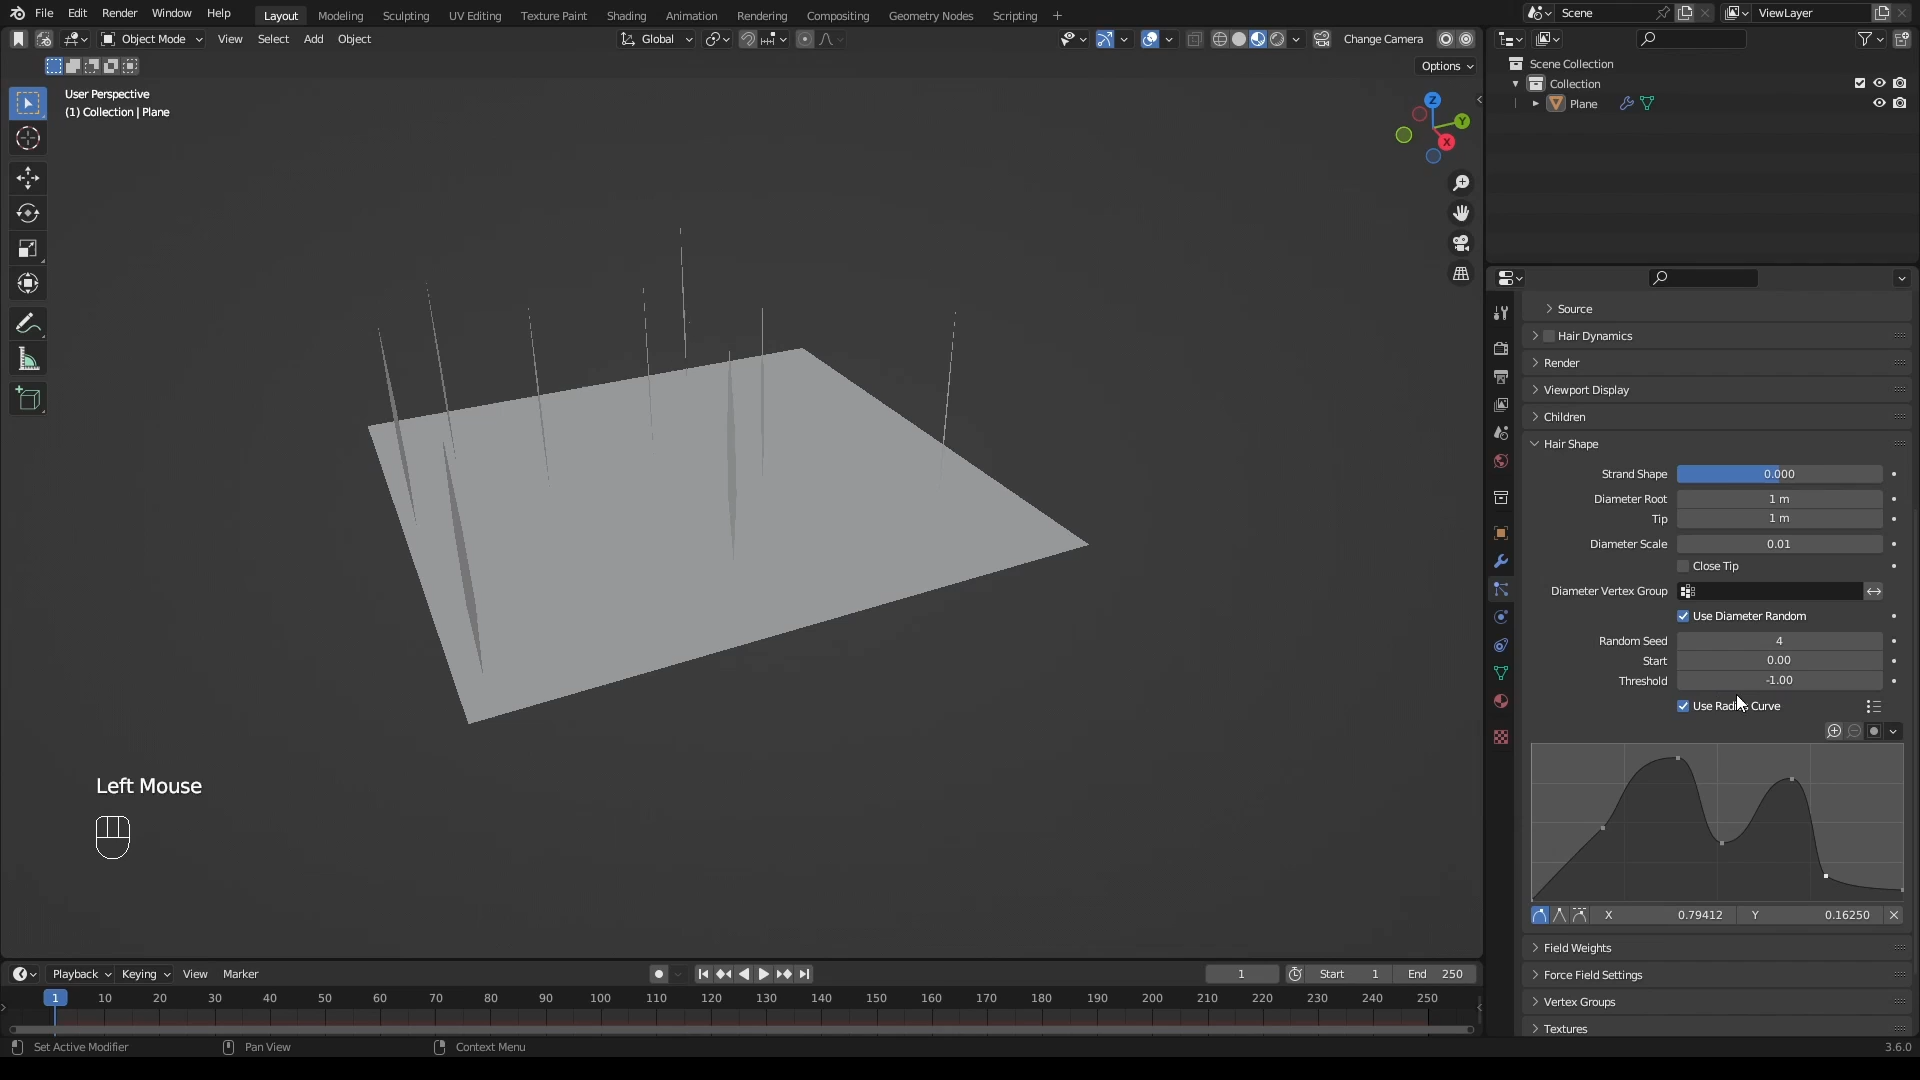 File Edit Render Window Help Layout Modeling Sculpting UV Editing Texture Paint Shading Animation Rendering Compositing Geometry Nodes Scripting + Scene ViewLayer
Object Mode View Select Add Object Global Change Camera
Options
User Perspective
(1) Collection | Plane
Z
Y
X
Scene Collection
Collection
Plane
Source
Hair Dynamics
Render
Viewport Display
Children
Hair Shape
Strand Shape 0.000
Diameter Root 1 m
Tip 1 m
Diameter Scale 0.01
Close Tip
Diameter Vertex Group
Use Diameter Random
Random Seed 4
Start 0.00
Threshold -1.00
Use Radius Curve
X 0.79412 Y 0.16250
Field Weights
Force Field Settings
Vertex Groups
Textures
Left Mouse
Playback Keying View Marker 1 Start 1 End 250
1 10 20 30 40 50 60 70 80 90 100 110 120 130 140 150 160 170 180 190 200 210 220 230 240 250
Set Active Modifier Pan View Context Menu 3.6.0